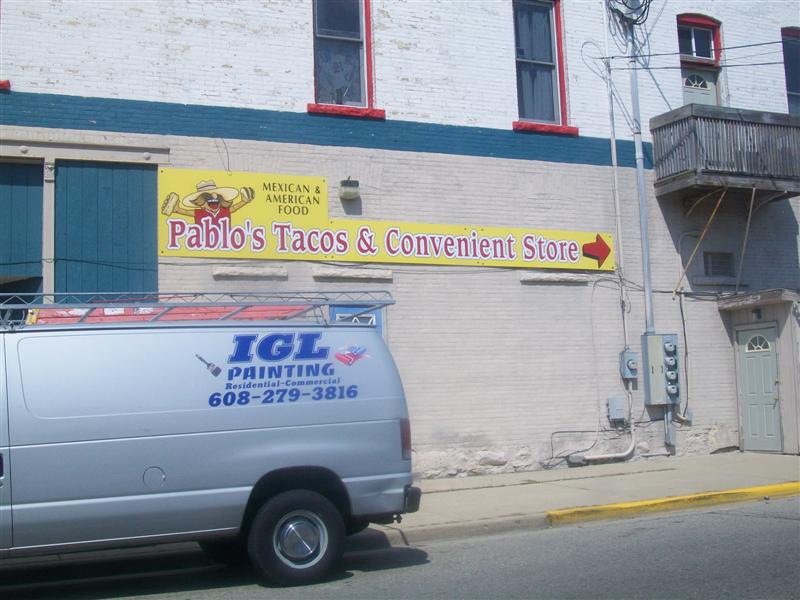 MEXICAN &
AMERICAN
FOOD
Pablo's Tacos & Convenient Store
IGL
PAINTING
Residential-Commercial
608-279-3816